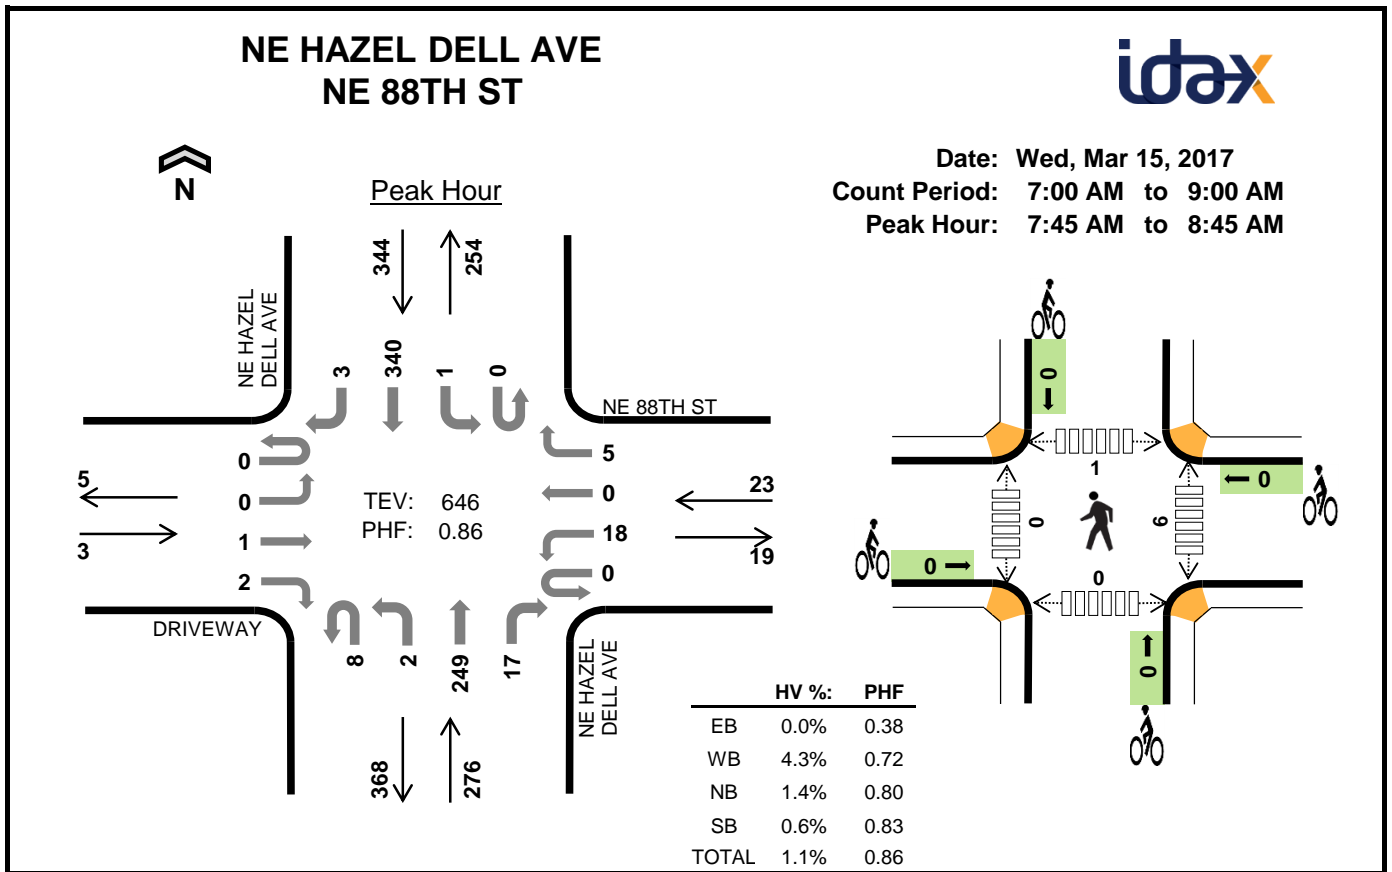 NE HAZEL DELL AVE
NE 88TH ST
idax
N
Peak Hour
Date: Wed, Mar 15, 2017
Count Period: 7:00 AM to 9:00 AM
Peak Hour: 7:45 AM to 8:45 AM
344
254
NE HAZEL
DELL AVE
3
340
1
0
NE 88TH ST
0
0
1
2
5
3
TEV: 646
PHF: 0.86
5
0
18
0
23
19
DRIVEWAY
8
2
249
17
NE HAZEL
DELL AVE
368
276
0
1
0
0
6
0
0
0
HV %: PHF
EB 0.0% 0.38
WB 4.3% 0.72
NB 1.4% 0.80
SB 0.6% 0.83
TOTAL 1.1% 0.86